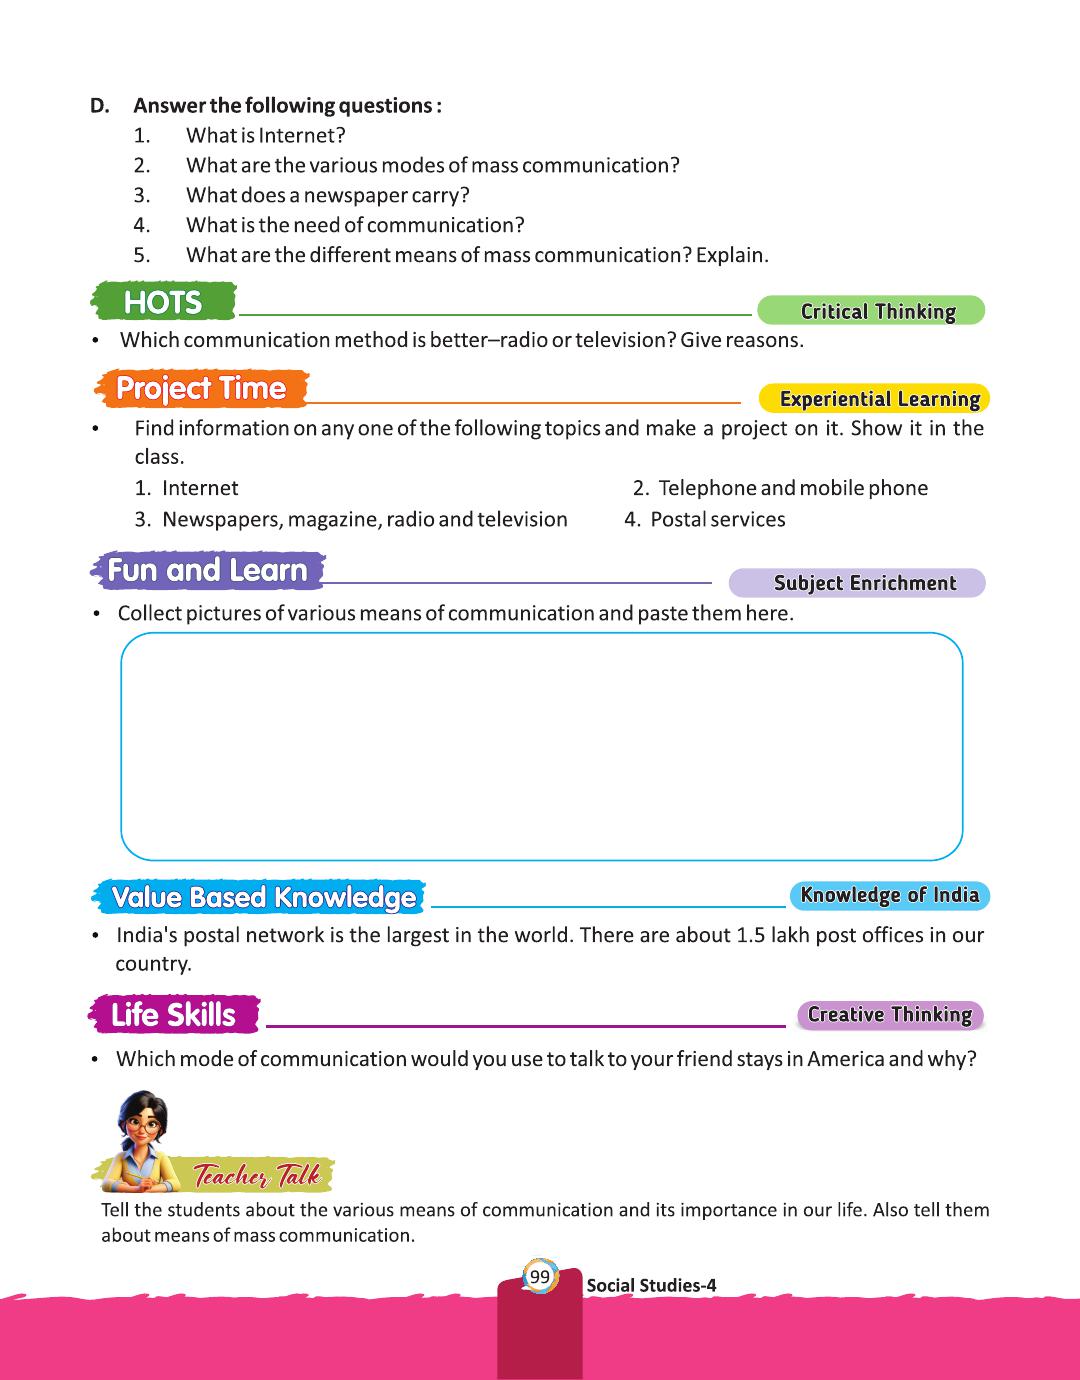 D. Answer the following questions :
1. What is Internet?
2. What are the various modes of mass communication?
3. What does a newspaper carry?
4. What is the need of communication?
5. What are the different means of mass communication? Explain.
HOTS
Critical Thinking
• Which communication method is better–radio or television? Give reasons.
Project Time
Experiential Learning
• Find information on any one of the following topics and make a project on it. Show it in the
class.
1. Internet 2. Telephone and mobile phone
3. Newspapers, magazine, radio and television 4. Postal services
Fun and Learn
Subject Enrichment
• Collect pictures of various means of communication and paste them here.
Value Based Knowledge
Knowledge of India
• India's postal network is the largest in the world. There are about 1.5 lakh post offices in our
country.
Life Skills
Creative Thinking
• Which mode of communication would you use to talk to your friend stays in America and why?
Teacher Talk
Tell the students about the various means of communication and its importance in our life. Also tell them
about means of mass communication.
99 Social Studies-4